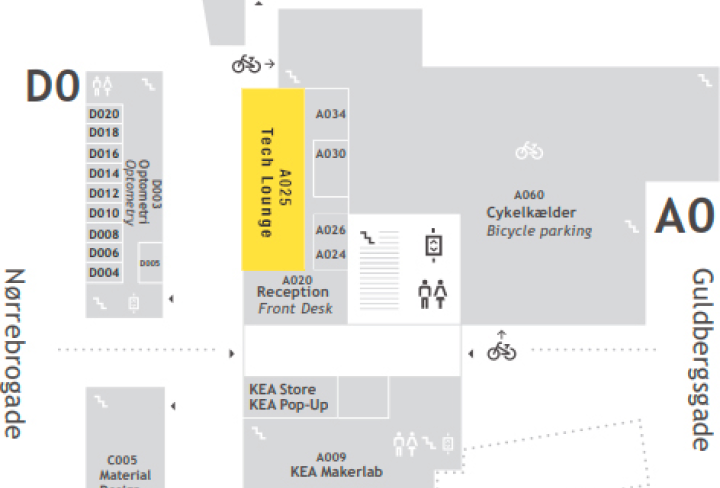 D0
D020
D018
D016
D014
D012
D010
D008
D006
D004
D003
Optometri
Optometry
D005
A034
A030
A025
Tech Lounge
A026
A024
A020
Reception
Front Desk
A060
Cykelkælder
Bicycle parking
A0
Nørrebrogade
Guldbergsgade
KEA Store
KEA Pop-Up
A009
KEA Makerlab
C005
Material
Design